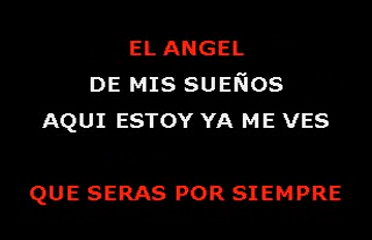 EL ANGEL
DE MIS SUEÑOS
AQUI ESTOY YA ME VES
QUE SERAS POR SIEMPRE